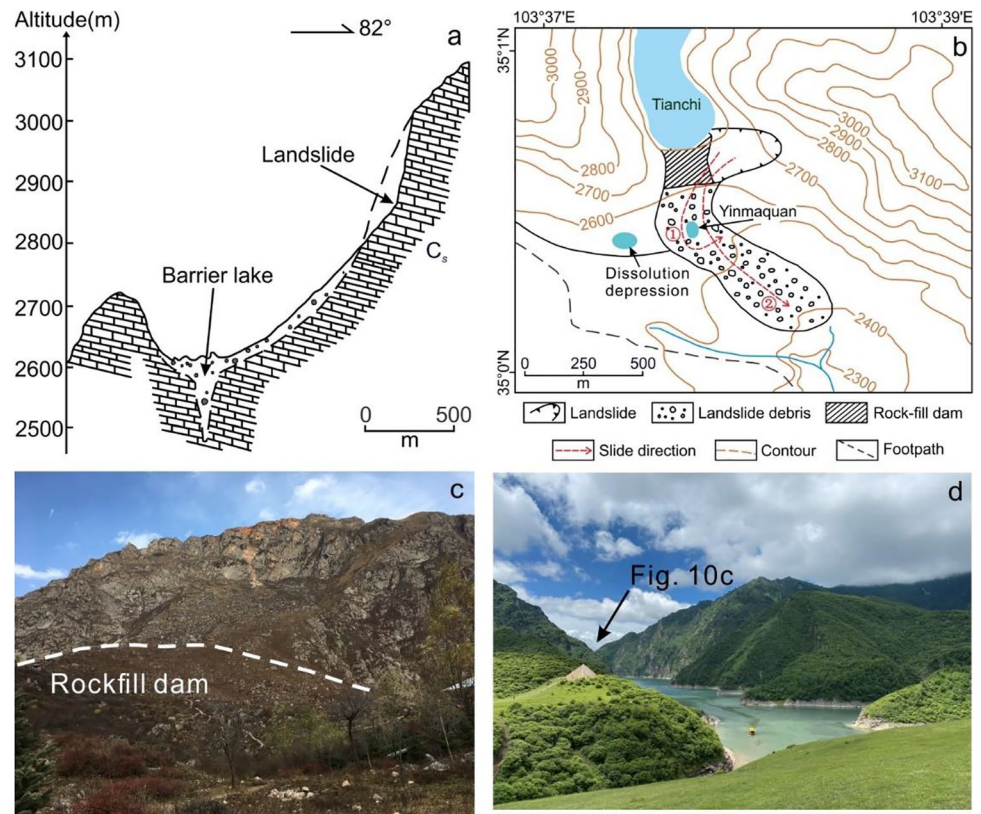 Altitude(m)
82°
a
3100
3000
2900
2800
2700
2600
2500
Landslide
Barrier lake
Cs
0 500
m
103°37'E 103°39'E
b
35°1'N
35°0'N
Tianchi
3000
2900
2800
2700
2600
3000
2900
2800
3100
2700
Yinmaquan
①
Dissolution
depression
②
2400
2300
0 250 500
m
Landslide Landslide debris Rock-fill dam
Slide direction Contour Footpath
c
Rockfill dam
d
Fig. 10c